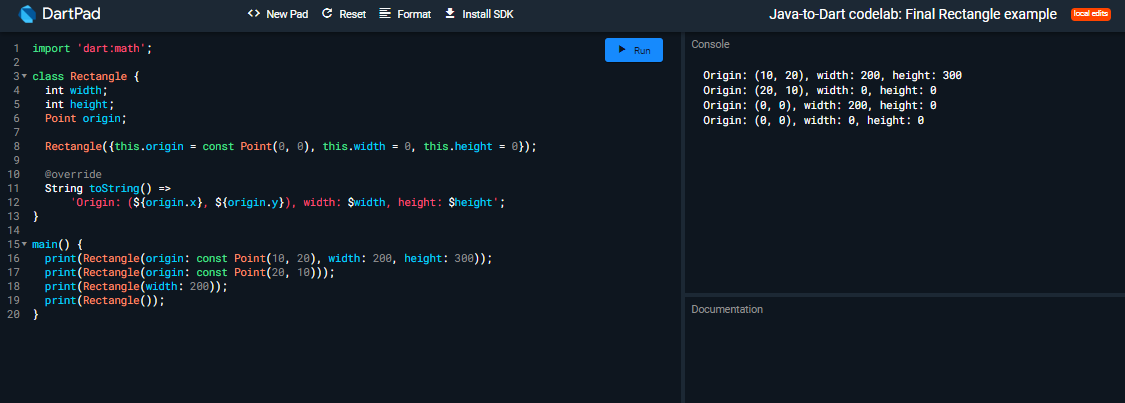 DartPad
New Pad Reset Format Install SDK
Java-to-Dart codelab: Final Rectangle example local edits
Run
1 import 'dart:math';
2
3 class Rectangle {
4 int width;
5 int height;
6 Point origin;
7
8 Rectangle({this.origin = const Point(0, 0), this.width = 0, this.height = 0});
9
10 @override
11 String toString() =>
12 'Origin: (${origin.x}, ${origin.y}), width: $width, height: $height';
13 }
14
15 main() {
16 print(Rectangle(origin: const Point(10, 20), width: 200, height: 300));
17 print(Rectangle(origin: const Point(20, 10)));
18 print(Rectangle(width: 200));
19 print(Rectangle());
20 }
Console
Origin: (10, 20), width: 200, height: 300
Origin: (20, 10), width: 0, height: 0
Origin: (0, 0), width: 200, height: 0
Origin: (0, 0), width: 0, height: 0
Documentation